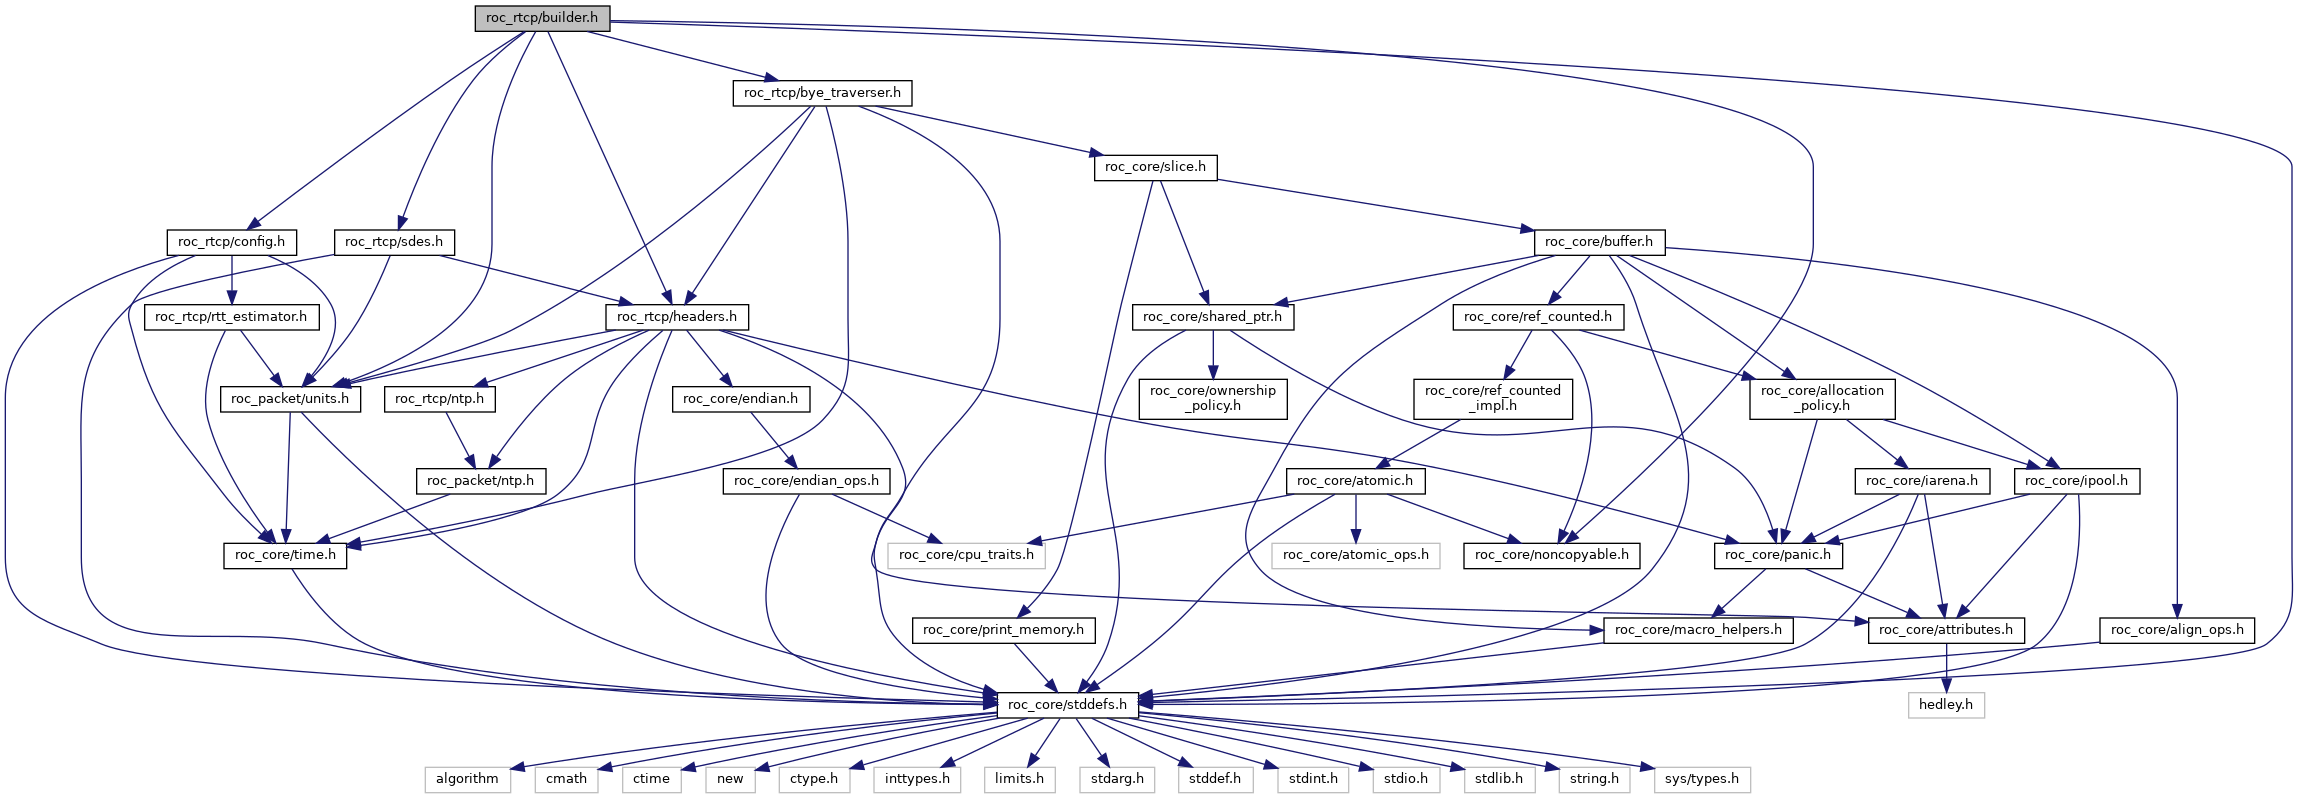 roc_rtcp/builder.h
roc_rtcp/bye_traverser.h
roc_core/slice.h
roc_rtcp/config.h
roc_rtcp/sdes.h
roc_core/buffer.h
roc_rtcp/rtt_estimator.h
roc_rtcp/headers.h
roc_core/shared_ptr.h
roc_core/ref_counted.h
roc_packet/units.h
roc_rtcp/ntp.h
roc_core/endian.h
roc_core/ownership
_policy.h
roc_core/ref_counted
_impl.h
roc_core/allocation
_policy.h
roc_packet/ntp.h
roc_core/endian_ops.h
roc_core/atomic.h
roc_core/iarena.h
roc_core/ipool.h
roc_core/time.h
roc_core/cpu_traits.h
roc_core/atomic_ops.h
roc_core/noncopyable.h
roc_core/panic.h
roc_core/print_memory.h
roc_core/macro_helpers.h
roc_core/attributes.h
roc_core/align_ops.h
roc_core/stddefs.h
hedley.h
algorithm
cmath
ctime
new
ctype.h
inttypes.h
limits.h
stdarg.h
stddef.h
stdint.h
stdio.h
stdlib.h
string.h
sys/types.h